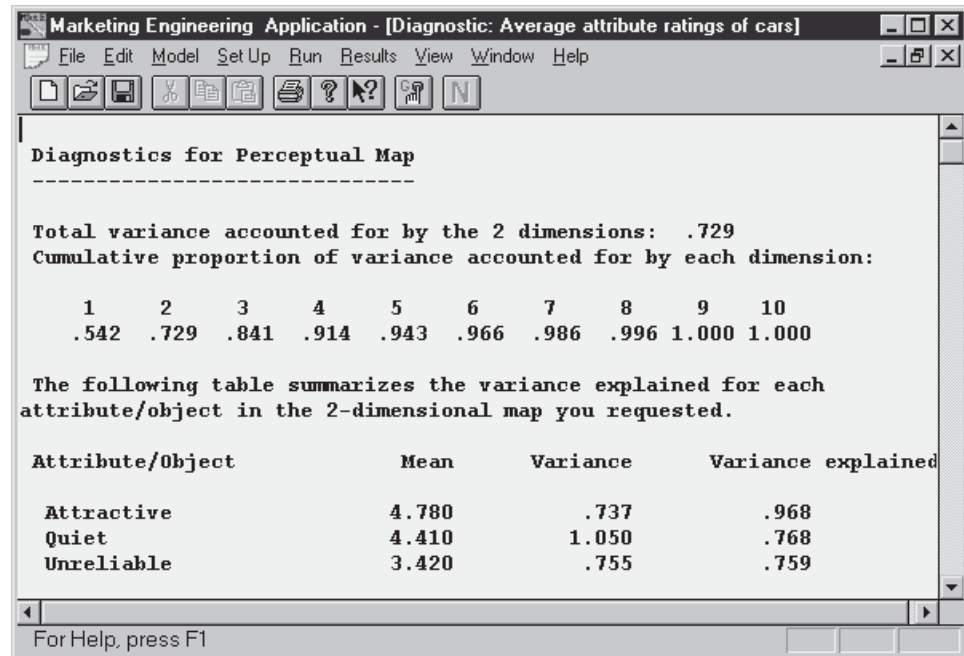 Marketing Engineering Application - [Diagnostic: Average attribute ratings of cars]
File Edit Model Set Up Run Results View Window Help
Diagnostics for Perceptual Map
------------------------------
Total variance accounted for by the 2 dimensions: .729
Cumulative proportion of variance accounted for by each dimension:
1 2 3 4 5 6 7 8 9 10
.542 .729 .841 .914 .943 .966 .986 .996 1.000 1.000
The following table summarizes the variance explained for each
attribute/object in the 2-dimensional map you requested.
Attribute/Object Mean Variance Variance explained
Attractive 4.780 .737 .968
Quiet 4.410 1.050 .768
Unreliable 3.420 .755 .759
For Help, press F1